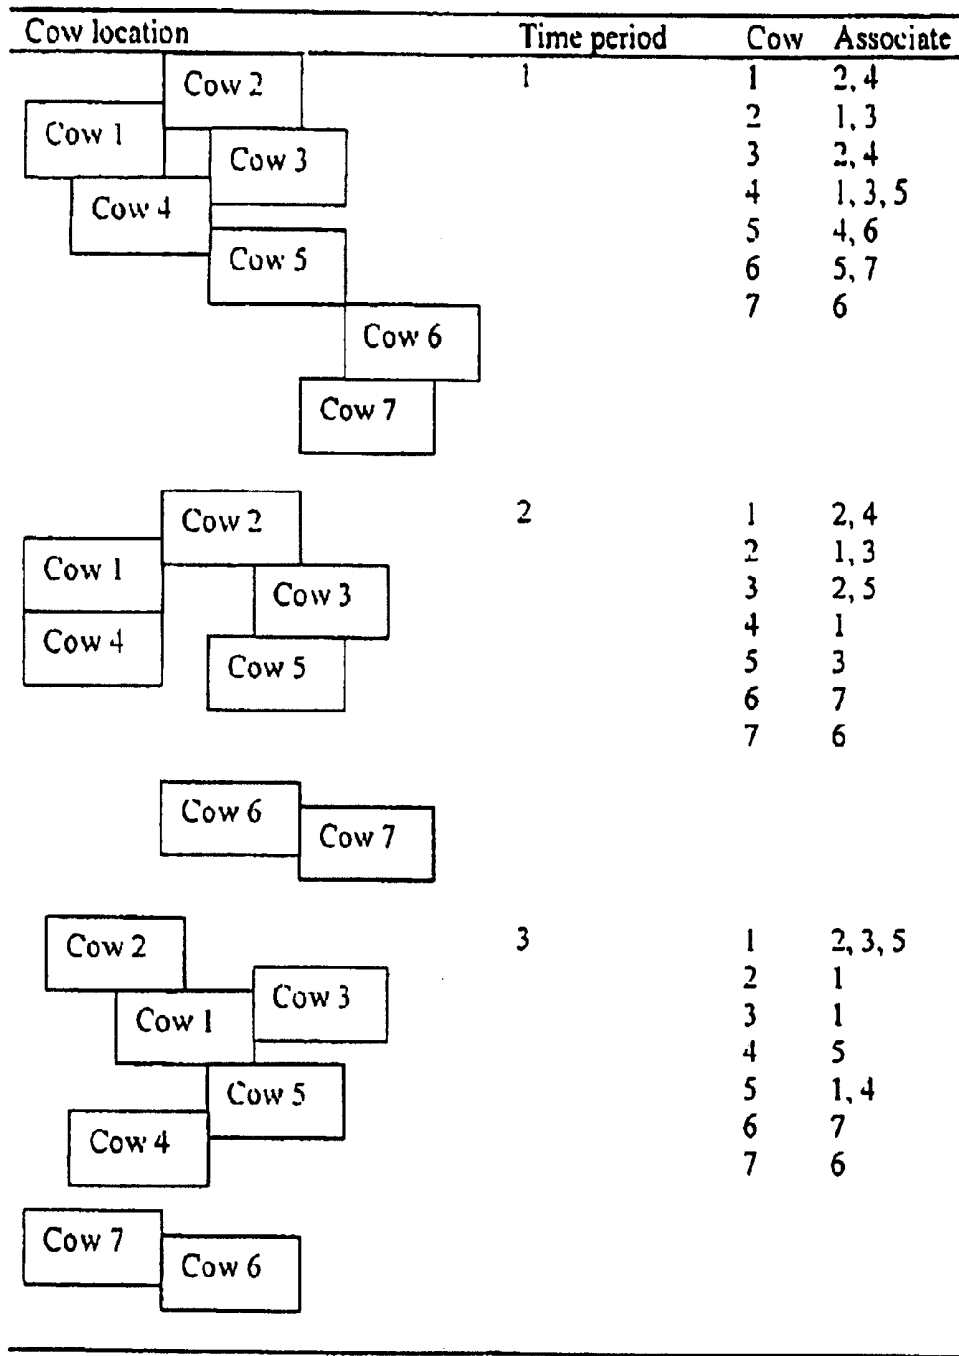 Cow location Time period Cow Associate
Cow 2 1 1 2, 4
Cow 1 2 1, 3
Cow 3 3 2, 4
Cow 4 4 1, 3, 5
Cow 5 5 4, 6
6 5, 7
Cow 6 7 6
Cow 7
Cow 2 2 1 2, 4
Cow 1 2 1, 3
Cow 3 3 2, 5
Cow 4 4 1
Cow 5 5 3
6 7
7 6
Cow 6
Cow 7
Cow 2 3 1 2, 3, 5
Cow 3 2 1
Cow 1 3 1
4 5
Cow 5 5 1, 4
Cow 4 6 7
7 6
Cow 7
Cow 6